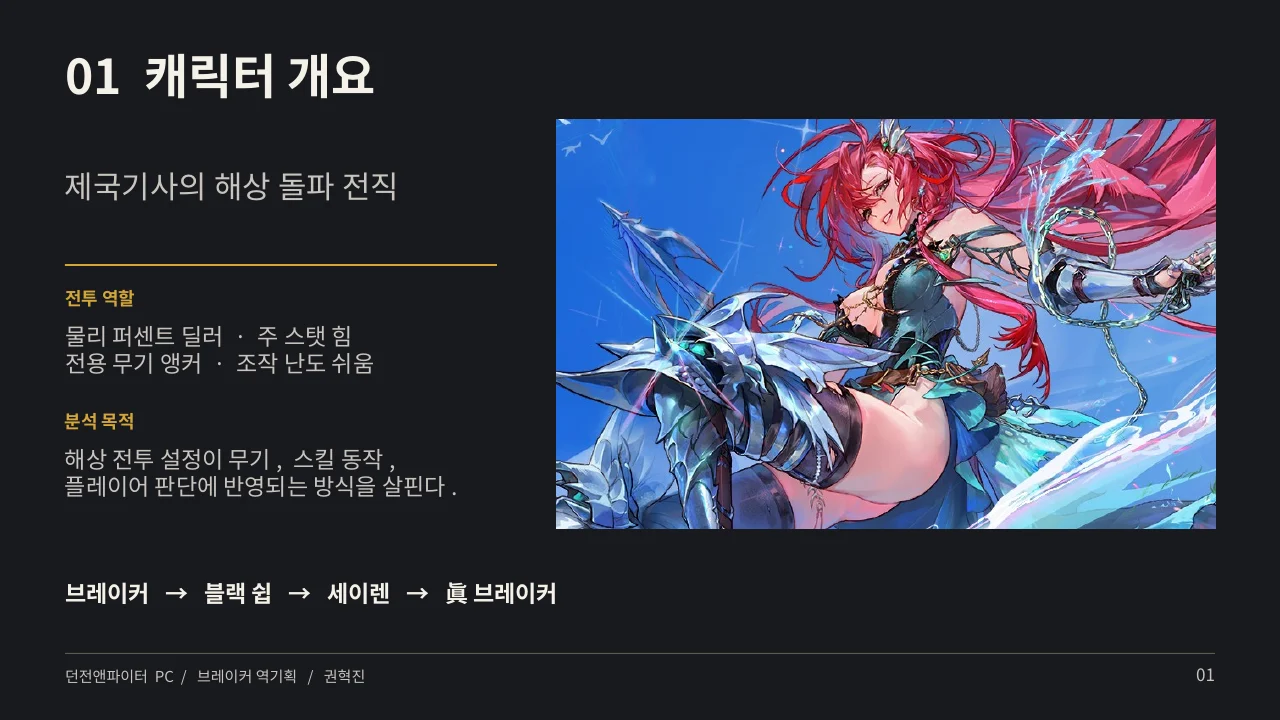 01 캐릭터 개요
제국기사의 해상 돌파 전직
전투 역할
물리 퍼센트 딜러 · 주 스탯 힘
전용 무기 앵커 · 조작 난도 쉬움
분석 목적
해상 전투 설정이 무기 , 스킬 동작 ,
플레이어 판단에 반영되는 방식을 살핀다 .
브레이커 → 블랙 쉽 → 세이렌 → 眞 브레이커
던전앤파이터 PC / 브레이커 역기획 / 권혁진
01